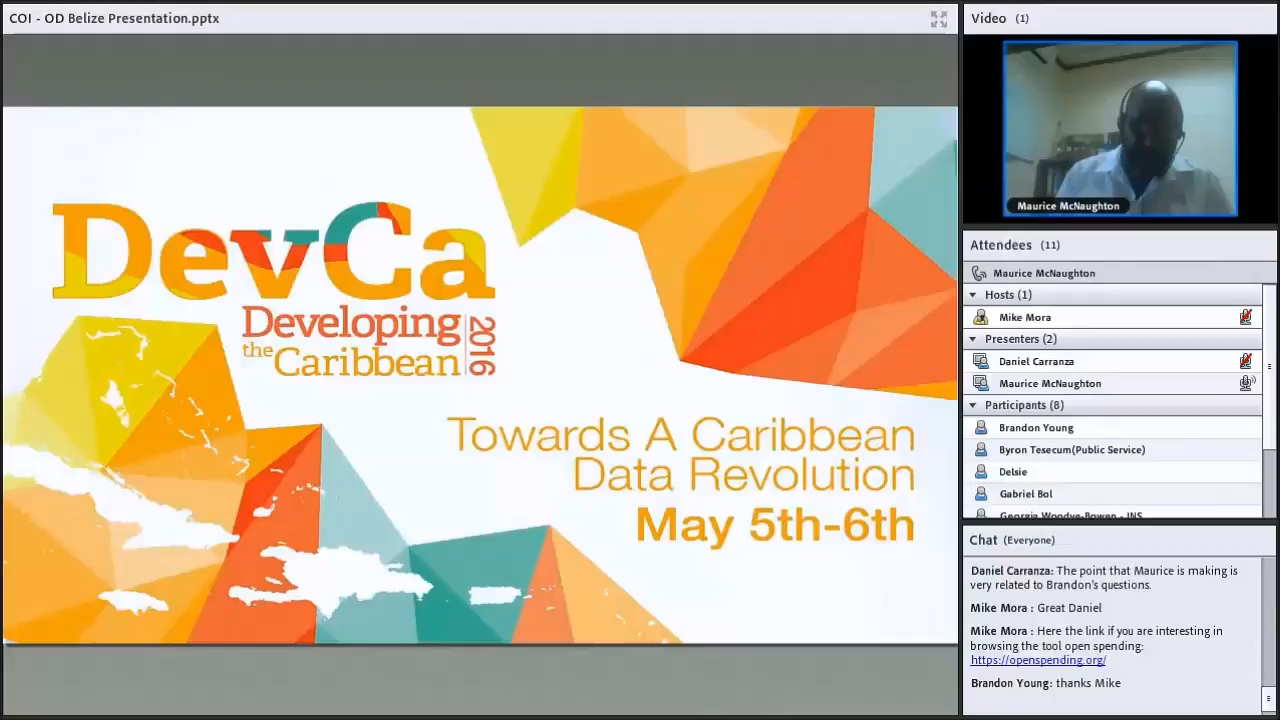 COI - OD Belize Presentation.pptx
DevCa
Developing
the Caribbean
2016
Towards A Caribbean
Data Revolution
May 5th-6th
Video (1)
Maurice McNaughton
Attendees (11)
Maurice McNaughton
Hosts (1)
Mike Mora
Presenters (2)
Daniel Carranza
Maurice McNaughton
Participants (8)
Brandon Young
Byron Tesecum(Public Service)
Delsie
Gabriel Bol
Georgia Woodye-Bowen - INS
Chat (Everyone)
Daniel Carranza: The point that Maurice is making is
very related to Brandon's questions.
Mike Mora : Great Daniel
Mike Mora : Here the link if you are interesting in
browsing the tool open spending:
https://openspending.org/
Brandon Young: thanks Mike